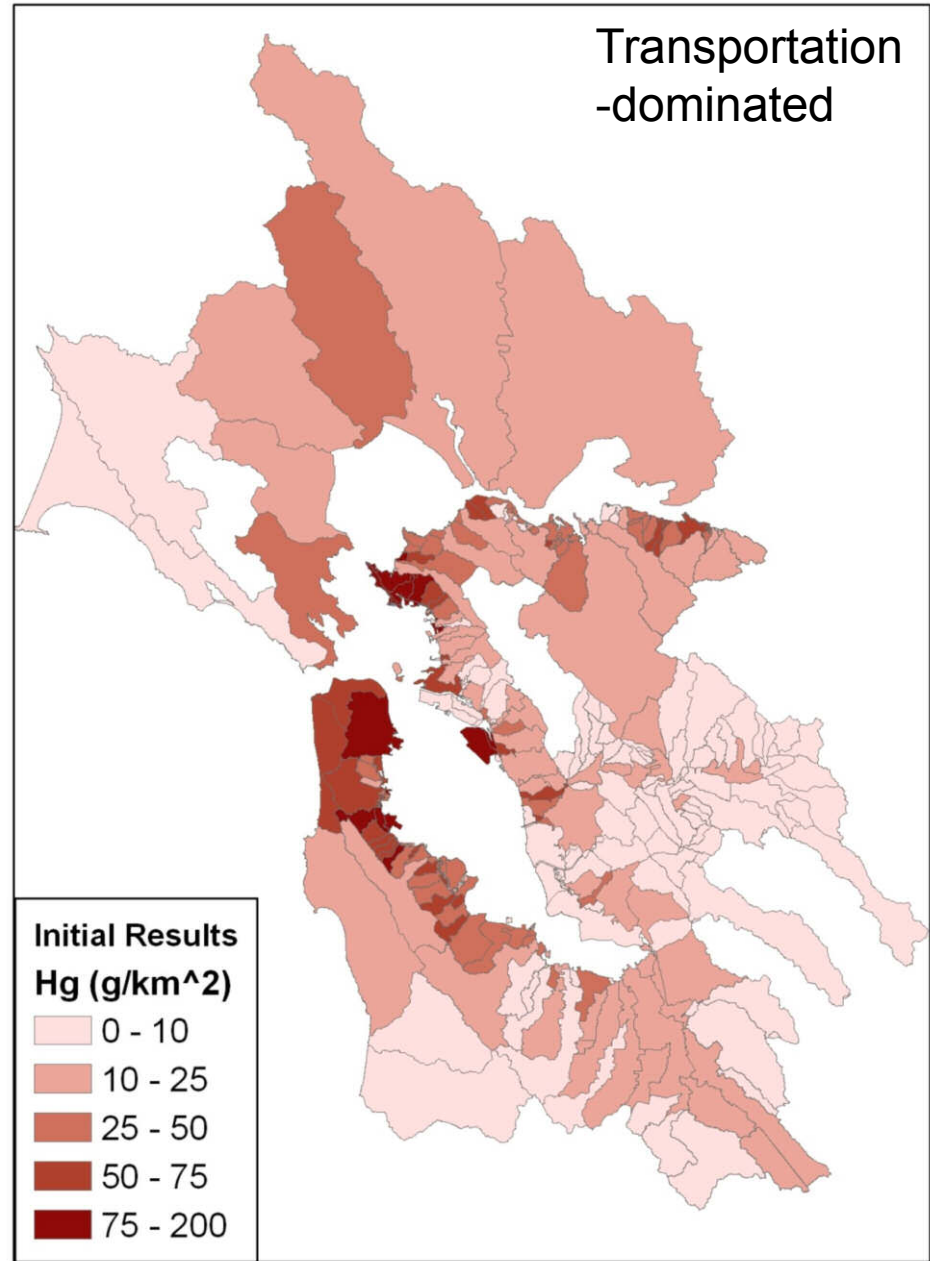 Transportation
-dominated
Initial Results
Hg (g/km^2)
0 - 10
10 - 25
25 - 50
50 - 75
75 - 200